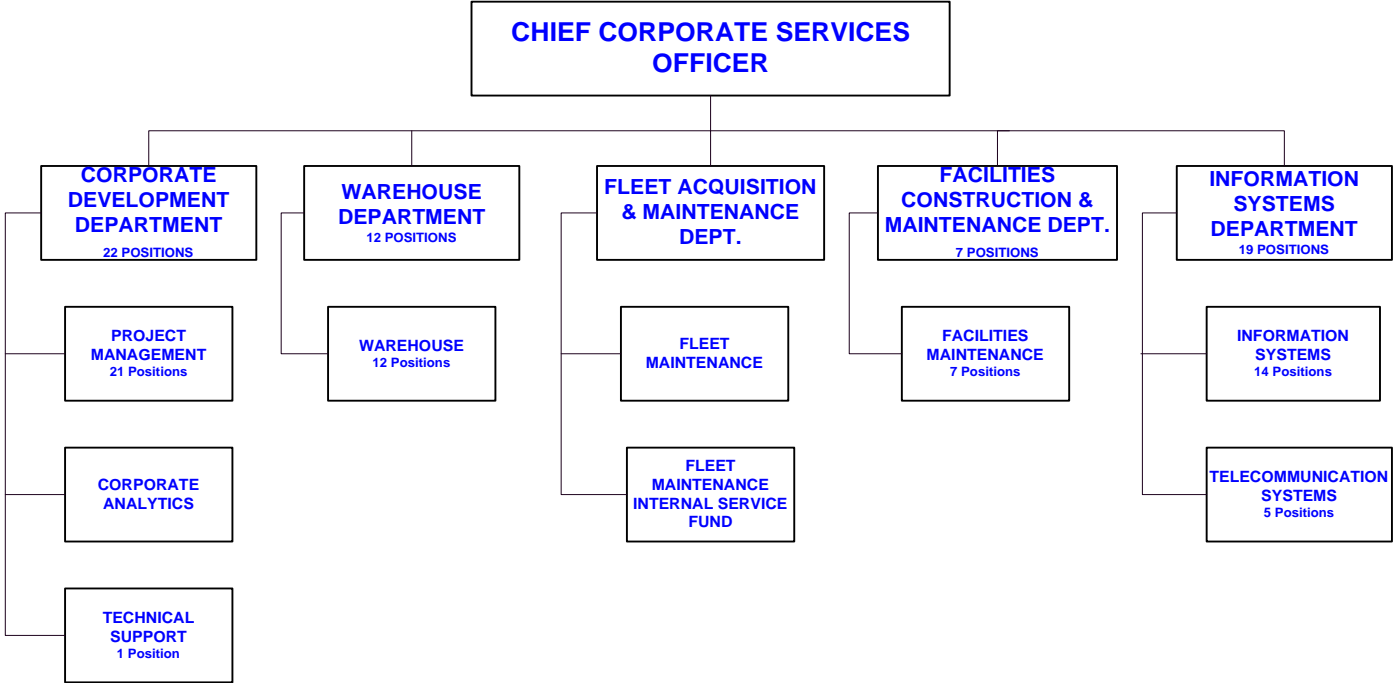 CHIEF CORPORATE SERVICES
OFFICER
CORPORATE
DEVELOPMENT
DEPARTMENT
22 POSITIONS
WAREHOUSE
DEPARTMENT
12 POSITIONS
FLEET ACQUISITION
& MAINTENANCE
DEPT.
FACILITIES
CONSTRUCTION &
MAINTENANCE DEPT.
7 POSITIONS
INFORMATION
SYSTEMS
DEPARTMENT
19 POSITIONS
PROJECT
MANAGEMENT
21 Positions
WAREHOUSE
12 Positions
FLEET
MAINTENANCE
FACILITIES
MAINTENANCE
7 Positions
INFORMATION
SYSTEMS
14 Positions
CORPORATE
ANALYTICS
FLEET
MAINTENANCE
INTERNAL SERVICE
FUND
TELECOMMUNICATION
SYSTEMS
5 Positions
TECHNICAL
SUPPORT
1 Position